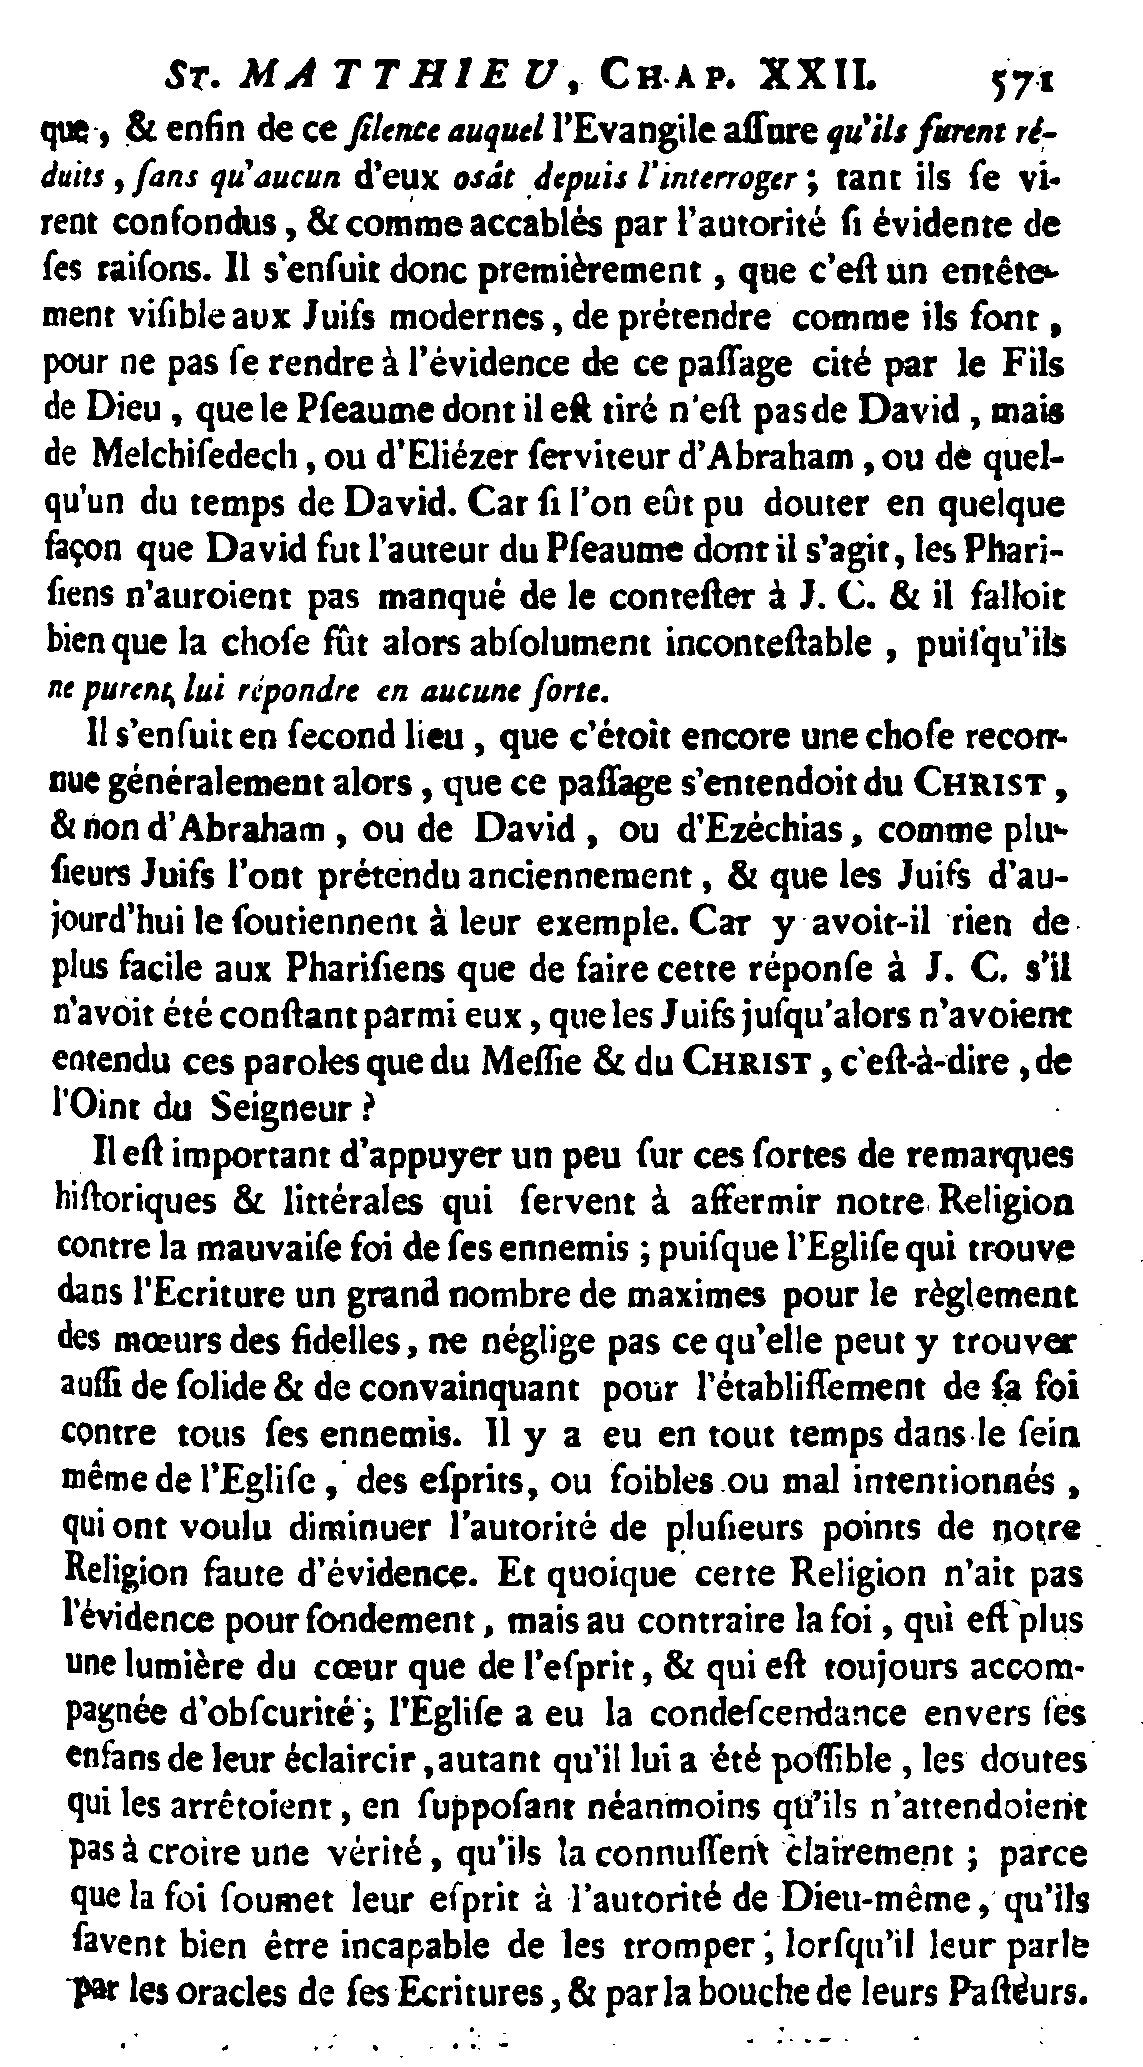 St. MATTHIEU, Chap. XXII. 571
que, & enfin de ce ſilence auquel l'Evangile aſſure qu'ils furent ré-
duits, ſans qu'aucun d'eux osât depuis l'interroger; tant ils ſe vi-
rent confondus, & comme accablés par l'autorité ſi évidente de
ſes raiſons. Il s'enſuit donc premièrement, que c'eſt un entête-
ment viſible aux Juifs modernes, de prétendre comme ils font,
pour ne pas ſe rendre à l'évidence de ce paſſage cité par le Fils
de Dieu, que le Pſeaume dont il eſt tiré n'eſt pas de David, mais
de Melchiſedech, ou d'Eliézer ſerviteur d'Abraham, ou de quel-
qu'un du temps de David. Car ſi l'on eût pu douter en quelque
façon que David fut l'auteur du Pſeaume dont il s'agit, les Phari-
ſiens n'auroient pas manqué de le conteſter à J. C. & il falloit
bien que la choſe fût alors abſolument inconteſtable, puiſqu'ils
ne purent lui répondre en aucune ſorte.
Il s'enſuit en ſecond lieu, que c'étoit encore une choſe recon-
nue généralement alors, que ce paſſage s'entendoit du CHRIST,
& non d'Abraham, ou de David, ou d'Ezéchias, comme plu-
ſieurs Juifs l'ont prétendu anciennement, & que les Juifs d'au-
jourd'hui le ſoutiennent à leur exemple. Car y avoit-il rien de
plus facile aux Phariſiens que de faire cette réponſe à J. C. s'il
n'avoit été conſtant parmi eux, que les Juifs juſqu'alors n'avoient
entendu ces paroles que du Meſſie & du CHRIST, c'eſt-à-dire, de
l'Oint du Seigneur?
Il eſt important d'appuyer un peu ſur ces ſortes de remarques
hiſtoriques & littérales qui ſervent à affermir notre Religion
contre la mauvaiſe foi de ſes ennemis; puiſque l'Egliſe qui trouve
dans l'Ecriture un grand nombre de maximes pour le règlement
des mœurs des fidelles, ne néglige pas ce qu'elle peut y trouver
auſſi de ſolide & de convainquant pour l'établiſſement de ſa foi
contre tous ſes ennemis. Il y a eu en tout temps dans le ſein
même de l'Egliſe, des eſprits, ou foibles ou mal intentionnés,
qui ont voulu diminuer l'autorité de pluſieurs points de notre
Religion faute d'évidence. Et quoique cette Religion n'ait pas
l'évidence pour fondement, mais au contraire la foi, qui eſt plus
une lumière du cœur que de l'eſprit, & qui eſt toujours accom-
pagnée d'obſcurité; l'Egliſe a eu la condeſcendance envers ſes
enfans de leur éclaircir, autant qu'il lui a été poſſible, les doutes
qui les arrêtoient, en ſuppoſant néanmoins qu'ils n'attendoient
pas à croire une vérité, qu'ils la connuſſent clairement; parce
que la foi ſoumet leur eſprit à l'autorité de Dieu-même, qu'ils
ſavent bien être incapable de les tromper, lorſqu'il leur parle
par les oracles de ſes Ecritures, & par la bouche de leurs Paſteurs.